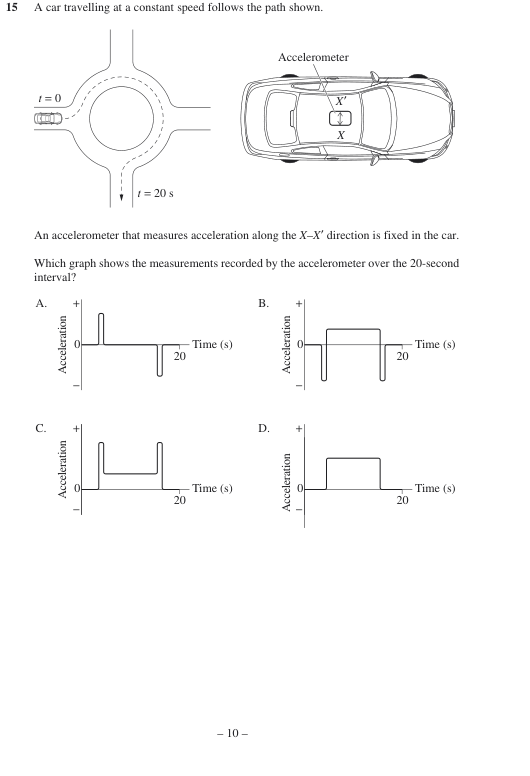 15 A car travelling at a constant speed follows the path shown.
Accelerometer
t = 0
X′
X
t = 20 s
An accelerometer that measures acceleration along the X–X′ direction is fixed in the car.
Which graph shows the measurements recorded by the accelerometer over the 20-second
interval?
A.
+
Acceleration
0
–
Time (s)
20
B.
+
Acceleration
0
–
Time (s)
20
C.
+
Acceleration
0
–
Time (s)
20
D.
+
Acceleration
0
–
Time (s)
20
– 10 –